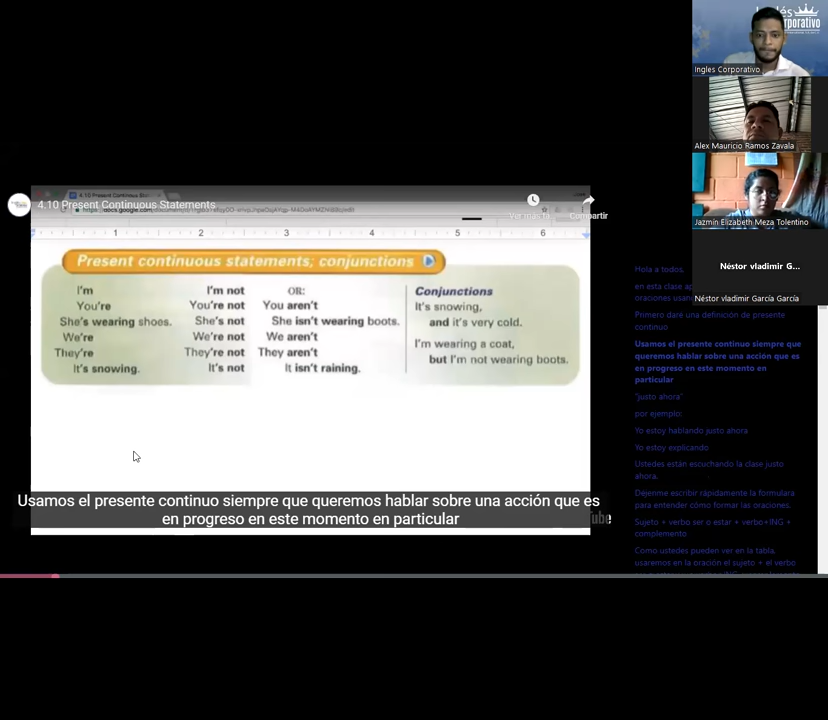 4.10 Present Continuous Statements
Ver más ta...
Compartir
1 2 3 4 5 6
Present continuous statements; conjunctions
I'm I'm not OR: Conjunctions
You're You're not You aren't It's snowing,
She's wearing shoes. She's not She isn't wearing boots. and it's very cold.
We're We're not We aren't I'm wearing a coat,
They're They're not They aren't but I'm not wearing boots.
It's snowing. It's not It isn't raining.
Usamos el presente continuo siempre que queremos hablar sobre una acción que es
en progreso en este momento en particular
Ingles Corporativo
Alex Mauricio Ramos Zavala
Jazmin Elizabeth Meza Tolentino
Néstor vladimir G...
Néstor vladimir García García
Hola a todos,
en esta clase
oraciones
Primero daré una definición de presente
continuo
Usamos el presente continuo siempre que
queremos hablar sobre una acción que es
en progreso en este momento en
particular
"justo ahora"
por ejemplo:
Yo estoy hablando justo ahora
Yo estoy explicando
Ustedes están escuchando la clase justo
ahora.
Déjenme escribir rápidamente la formulara
para entender cómo formar las oraciones.
Sujeto + verbo ser o estar + verbo+ING +
complemento
Como ustedes pueden ver en la tabla,
usaremos en la oración el sujeto + el verbo